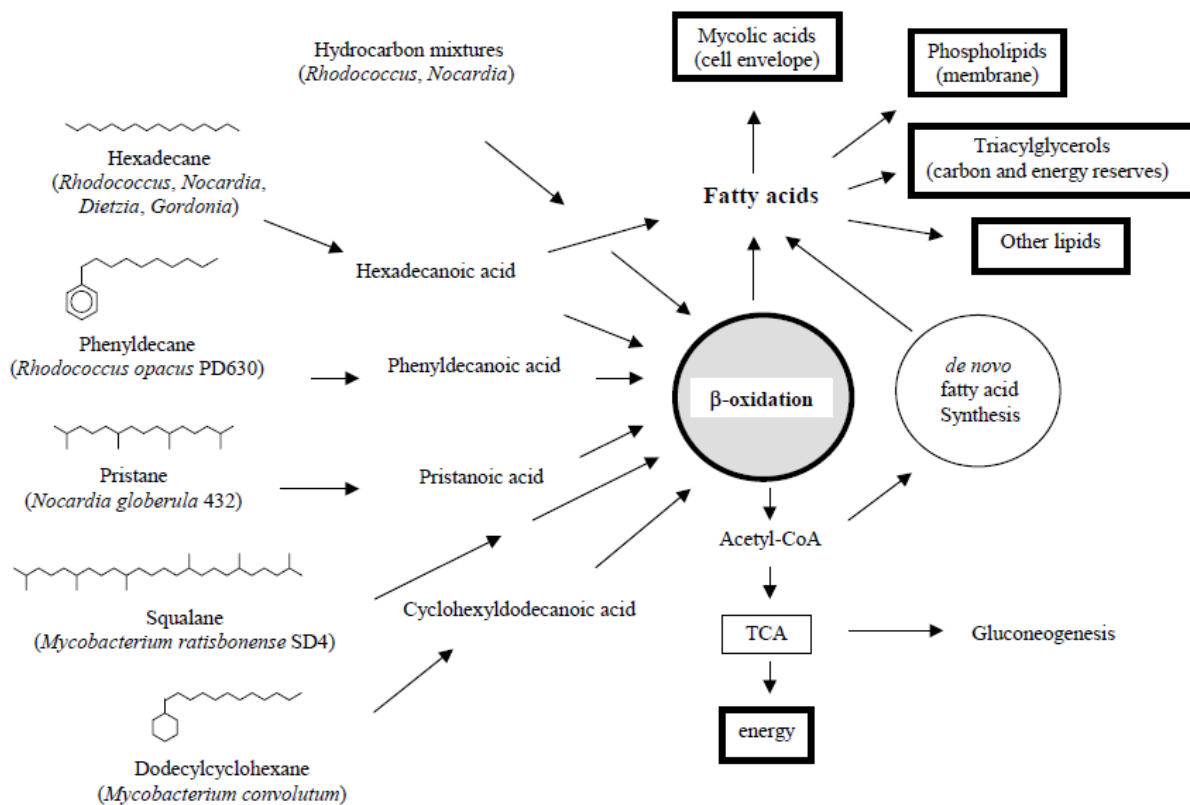 Hydrocarbon mixtures
(Rhodococcus, Nocardia)
Mycolic acids
(cell envelope)
Phospholipids
(membrane)
Triacylglycerols
(carbon and energy reserves)
Other lipids
Fatty acids
Hexadecane
(Rhodococcus, Nocardia,
Dietzia, Gordonia)
Hexadecanoic acid
Phenyldecane
(Rhodococcus opacus PD630)
Phenyldecanoic acid
β-oxidation
de novo
fatty acid
Synthesis
Pristane
(Nocardia globerula 432)
Pristanoic acid
Acetyl-CoA
Squalane
(Mycobacterium ratisbonense SD4)
Cyclohexyldodecanoic acid
TCA
Gluconeogenesis
energy
Dodecylcyclohexane
(Mycobacterium convolutum)